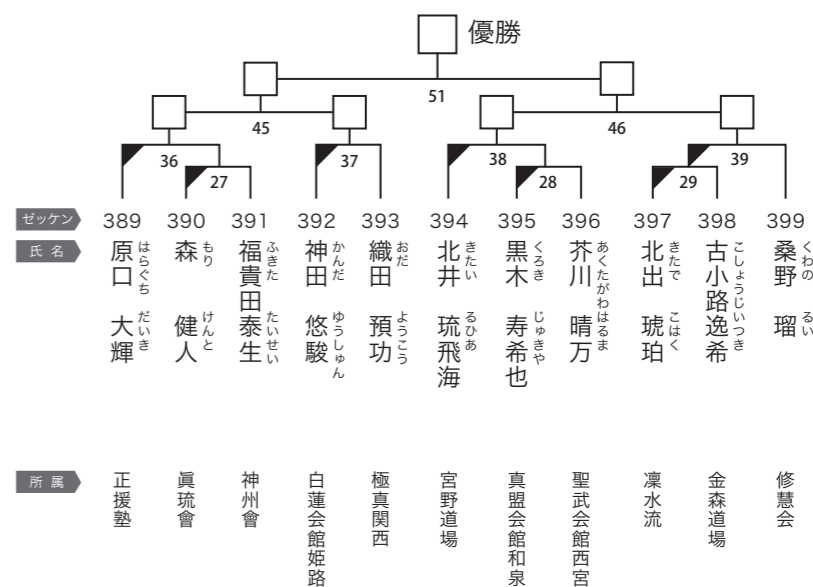 優勝
51
45
46
36
37
38
39
27
28
29
ゼッケン
389
390
391
392
393
394
395
396
397
398
399
氏名
原口 大輝
はらぐち だいき
森 健人
もり けんと
福貴田泰生
ふきた たいせい
神田 悠駿
かんだ ゆうしゅん
織田 預功
おだ ようこう
北井 琉飛海
きたい るひあ
黒木 寿希也
くろき じゅきや
芥川 晴万
あくたがわはるま
北出 琥珀
きたで こはく
古小路逸希
こしょうじいつき
桑野 瑠
くわの るい
所属
正援塾
眞琉會
神州會
白蓮会館姫路
極真関西
宮野道場
真盟会館和泉
聖武会館西宮
凜水流
金森道場
修慧会